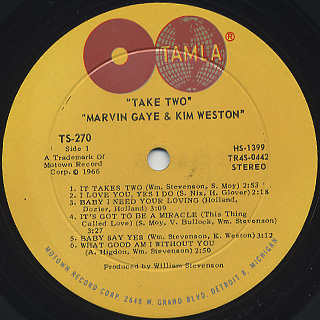 TAMLA
"TAKE TWO"
"MARVIN GAYE & KIM WESTON"
TS-270
Side 1
A Trademark Of
Motown Record
Corp. © 1966
HS-1399
TR4S-0442
STEREO
1. IT TAKES TWO (Wm. Stevenson, S. Moy) 2:53
2. I LOVE YOU, YES I DO (S. Nix, H. Glover) 2:16
3. BABY I NEED YOUR LOVING (Holland,
Dozier, Holland) 3:09
4. IT'S GOT TO BE A MIRACLE (This Thing
Called Love) (S. Moy, V. Bullock, Wm. Stevenson)
3:27
5. BABY SAY YES (Wm. Stevenson, K. Weston) 3:12
6. WHAT GOOD AM I WITHOUT YOU
(A. Higdon, Wm. Stevenson) 2:50
Produced by William Stevenson
MOTOWN RECORD CORP. 2648 W. GRAND BLVD. DETROIT 8, MICHIGAN